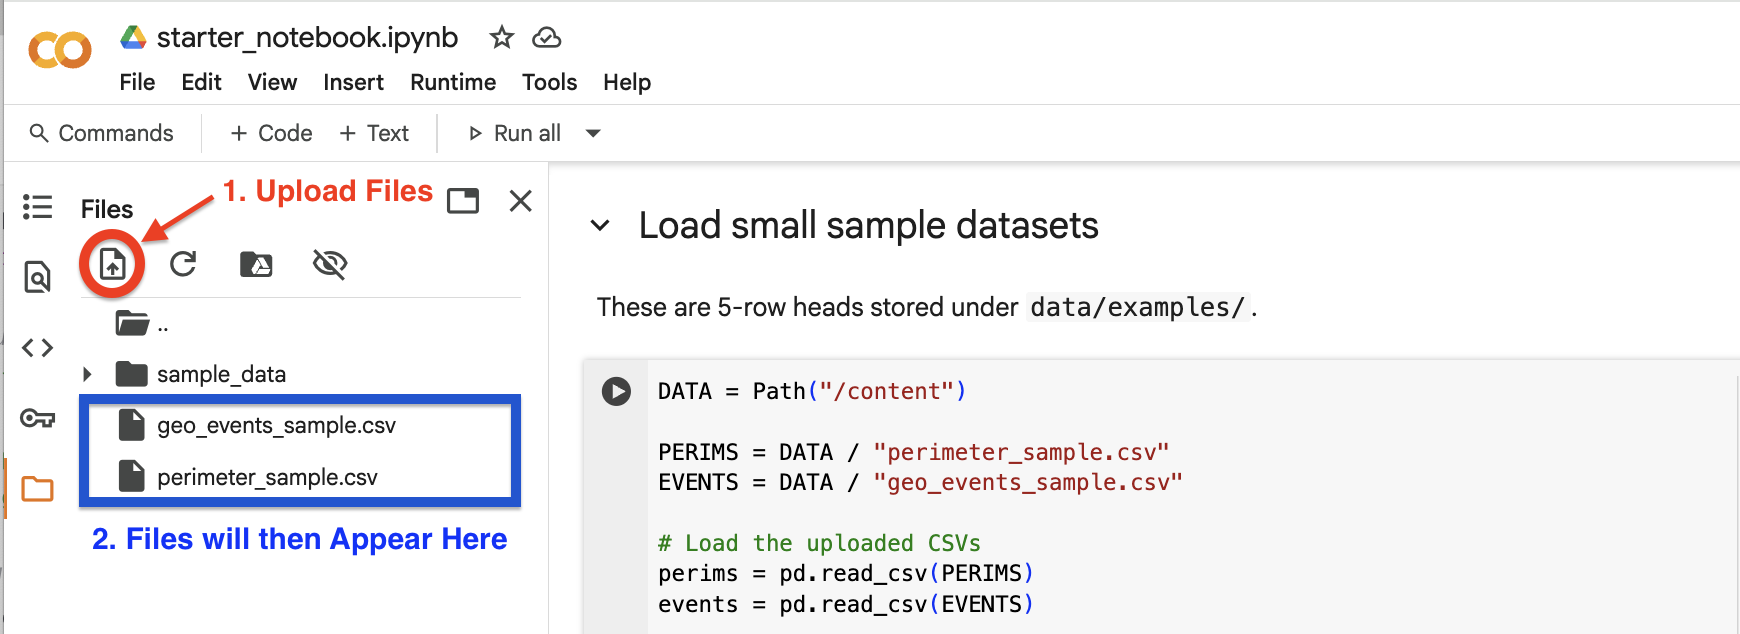 starter_notebook.ipynb
File Edit View Insert Runtime Tools Help
Commands + Code + Text Run all
Files
1. Upload Files
..
sample_data
geo_events_sample.csv
perimeter_sample.csv
2. Files will then Appear Here
Load small sample datasets
These are 5-row heads stored under data/examples/.
DATA = Path("/content")
PERIMS = DATA / "perimeter_sample.csv"
EVENTS = DATA / "geo_events_sample.csv"
# Load the uploaded CSVs
perims = pd.read_csv(PERIMS)
events = pd.read_csv(EVENTS)